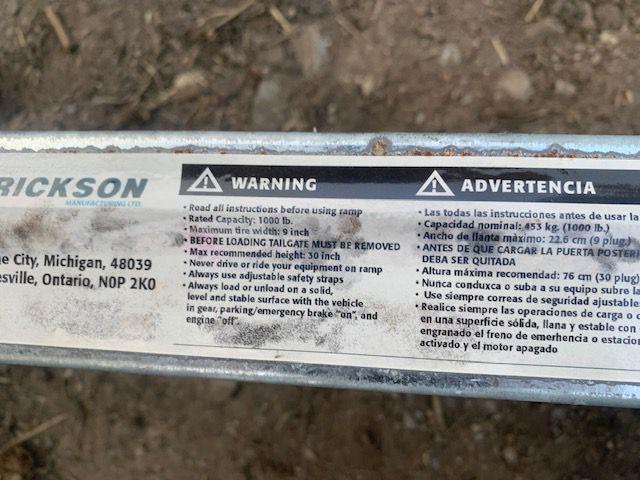 RICKSON
MANUFACTURING LTD.
ge City, Michigan, 48039
esville, Ontario, N0P 2K0
WARNING
• Read all instructions before using ramp
• Rated Capacity: 1000 lb.
• Maximum tire width: 9 inch
• BEFORE LOADING TAILGATE MUST BE REMOVED
• Max recommended height: 30 inch
• Never drive or ride your equipment on ramp
• Always use adjustable safety straps
• Always load or unload on a solid,
level and stable surface with the vehicle
in gear, parking/emergency brake "on", and
engine "off".
ADVERTENCIA
• Las todas las instrucciones antes de usar la
• Capacidad nominal: 453 kg. (1000 lb.)
• Ancho de llanta máximo: 22.6 cm (9 plug.)
• ANTES DE QUE CARGAR LA PUERTA POSTERI
DEBA SER QUITADA
• Altura máxima recomendad: 76 cm (30 plug)
• Nunca conduxca o suba a su equipo subre la
• Use siempre correas de seguridad ajustable
• Realice siempre las operaciones de carga o d
en una superficie sólida, llana y estable con
engranado el freno de emerhencia o estacio
activado y el motor apagado